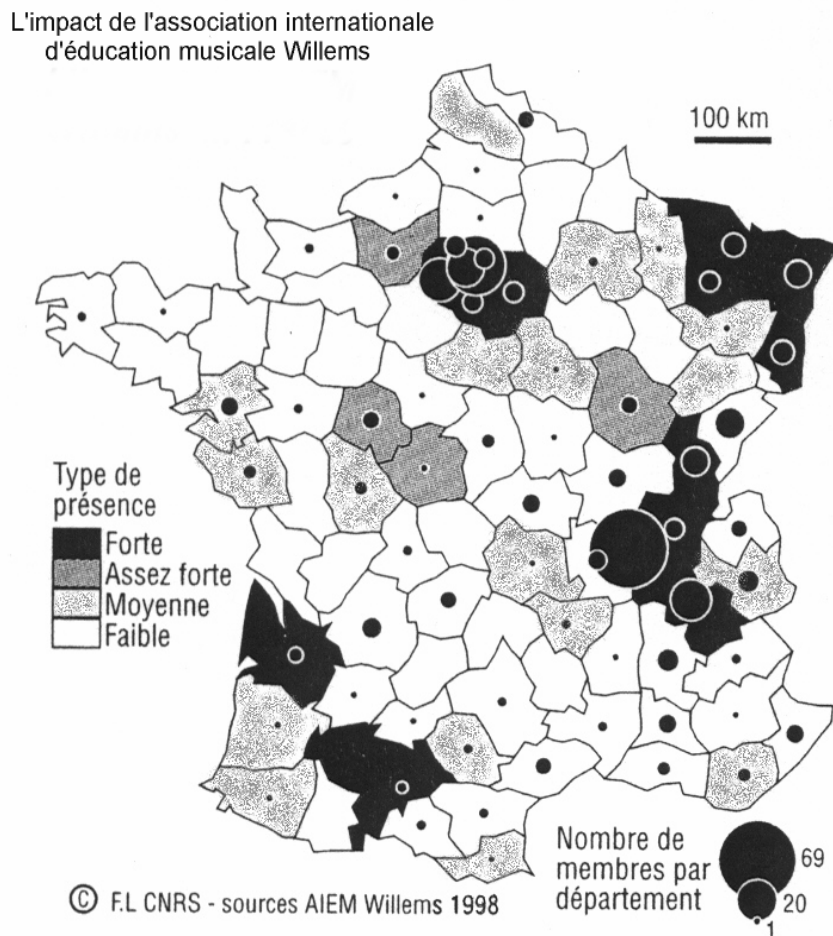 L'impact de l'association internationale
d'éducation musicale Willems
100 km
Type de
présence
Forte
Assez forte
Moyenne
Faible
Nombre de
membres par
département
69
20
1
© F.L CNRS - sources AIEM Willems 1998